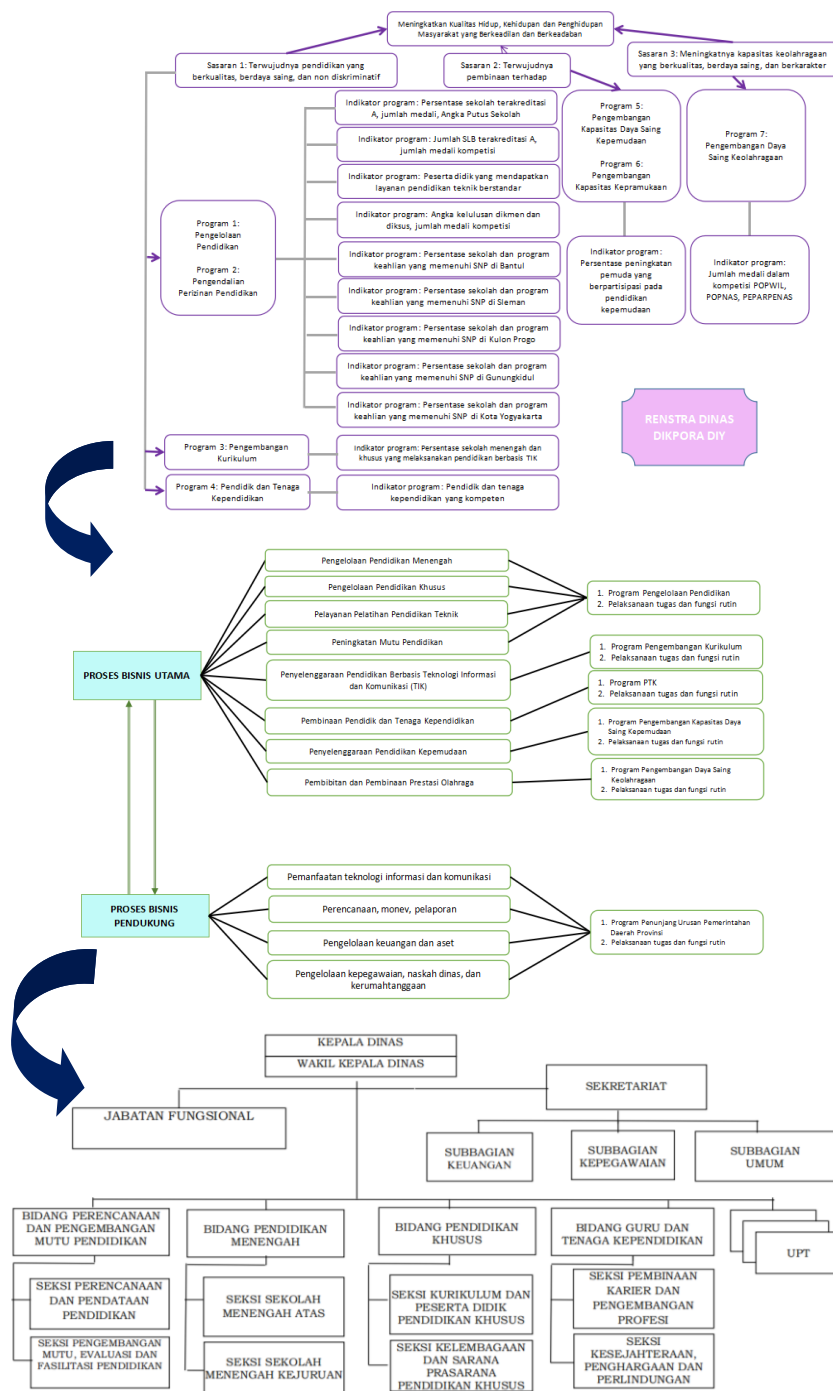 Meningkatkan Kualitas Hidup, Kehidupan dan Penghidupan
Masyarakat yang Berkeadilan dan Berkeadaban
Sasaran 1: Terwujudnya pendidikan yang
berkualitas, berdaya saing, dan non diskriminatif
Sasaran 2: Terwujudnya
pembinaan terhadap
Sasaran 3: Meningkatnya kapasitas keolahragaan
yang berkualitas, berdaya saing, dan berkarakter
Program 1:
Pengelolaan
Pendidikan
Program 2:
Pengendalian
Perizinan Pendidikan
Indikator program: Persentase sekolah terakreditasi
A, jumlah medali, Angka Putus Sekolah
Indikator program: Jumlah SLB terakreditasi A,
jumlah medali kompetisi
Indikator program: Peserta didik yang mendapatkan
layanan pendidikan teknik berstandar
Indikator program: Angka kelulusan dikmen dan
diksus, jumlah medali kompetisi
Indikator program: Persentase sekolah dan program
keahlian yang memenuhi SNP di Bantul
Indikator program: Persentase sekolah dan program
keahlian yang memenuhi SNP di Sleman
Indikator program: Persentase sekolah dan program
keahlian yang memenuhi SNP di Kulon Progo
Indikator program: Persentase sekolah dan program
keahlian yang memenuhi SNP di Gunungkidul
Indikator program: Persentase sekolah dan program
keahlian yang memenuhi SNP di Kota Yogyakarta
Program 5:
Pengembangan
Kapasitas Daya Saing
Kepemudaan
Program 6:
Pengembangan
Kapasitas Kepramukaan
Program 7:
Pengembangan Daya
Saing Keolahragaan
Indikator program:
Persentase peningkatan
pemuda yang
berpartisipasi pada
pendidikan
kepemudaan
Indikator program:
Jumlah medali dalam
kompetisi POPWIL,
POPNAS, PEPARPENAS
RENSTRA DINAS
DIKPORA DIY
Program 3: Pengembangan
Kurikulum
Indikator program: Persentase sekolah menengah dan
khusus yang melaksanakan pendidikan berbasis TIK
Program 4: Pendidik dan Tenaga
Kependidikan
Indikator program: Pendidik dan tenaga
kependidikan yang kompeten
PROSES BISNIS UTAMA
Pengelolaan Pendidikan Menengah
Pengelolaan Pendidikan Khusus
Pelayanan Pelatihan Pendidikan Teknik
Peningkatan Mutu Pendidikan
Penyelenggaraan Pendidikan Berbasis Teknologi Informasi
dan Komunikasi (TIK)
Pembinaan Pendidik dan Tenaga Kependidikan
Penyelenggaraan Pendidikan Kepemudaan
Pembibitan dan Pembinaan Prestasi Olahraga
1. Program Pengelolaan Pendidikan
2. Pelaksanaan tugas dan fungsi rutin
1. Program Pengembangan Kurikulum
2. Pelaksanaan tugas dan fungsi rutin
1. Program PTK
2. Pelaksanaan tugas dan fungsi rutin
1. Program Pengembangan Kapasitas Daya
Saing Kepemudaan
2. Pelaksanaan tugas dan fungsi rutin
1. Program Pengembangan Daya Saing
Keolahragaan
2. Pelaksanaan tugas dan fungsi rutin
PROSES BISNIS
PENDUKUNG
Pemanfaatan teknologi informasi dan komunikasi
Perencanaan, monev, pelaporan
Pengelolaan keuangan dan aset
Pengelolaan kepegawaian, naskah dinas, dan
kerumahtanggaan
1. Program Penunjang Urusan Pemerintahan
Daerah Provinsi
2. Pelaksanaan tugas dan fungsi rutin
KEPALA DINAS
WAKIL KEPALA DINAS
SEKRETARIAT
JABATAN FUNGSIONAL
SUBBAGIAN
KEUANGAN
SUBBAGIAN
KEPEGAWAIAN
SUBBAGIAN
UMUM
BIDANG PERENCANAAN
DAN PENGEMBANGAN
MUTU PENDIDIKAN
BIDANG PENDIDIKAN
MENENGAH
BIDANG PENDIDIKAN
KHUSUS
BIDANG GURU DAN
TENAGA KEPENDIDIKAN
UPT
SEKSI PERENCANAAN
DAN PENDATAAN
PENDIDIKAN
SEKSI SEKOLAH
MENENGAH ATAS
SEKSI KURIKULUM DAN
PESERTA DIDIK
PENDIDIKAN KHUSUS
SEKSI PEMBINAAN
KARIER DAN
PENGEMBANGAN
PROFESI
SEKSI PENGEMBANGAN
MUTU, EVALUASI DAN
FASILITASI PENDIDIKAN
SEKSI SEKOLAH
MENENGAH KEJURUAN
SEKSI KELEMBAGAAN
DAN SARANA
PRASARANA
PENDIDIKAN KHUSUS
SEKSI
KESEJAHTERAAN,
PENGHARGAAN DAN
PERLINDUNGAN